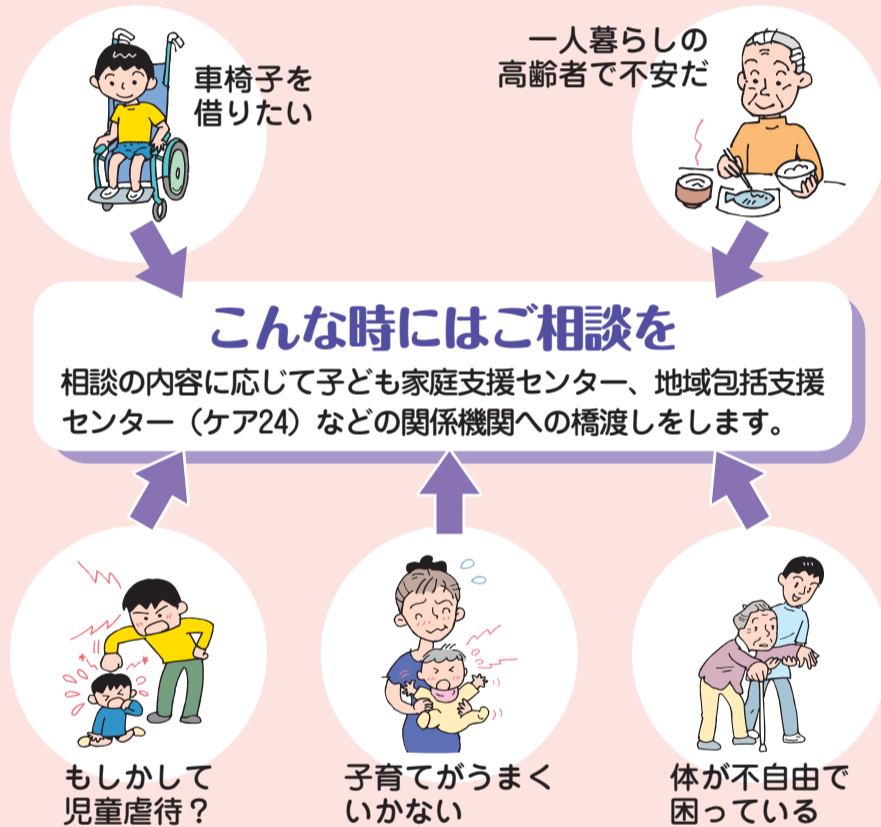 車椅子を
借りたい
一人暮らしの
高齢者で不安だ
こんな時にはご相談を
相談の内容に応じて子ども家庭支援センター、地域包括支援
センター（ケア24）などの関係機関への橋渡しをします。
もしかして
児童虐待？
子育てがうまく
いかない
体が不自由で
困っている